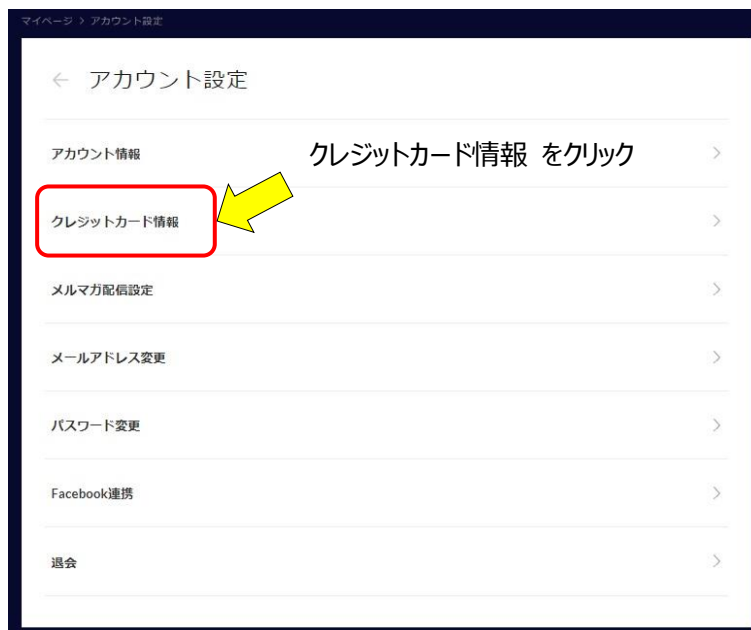 マイページ > アカウント設定
← アカウント設定
アカウント情報 >
クレジットカード情報 をクリック
クレジットカード情報 >
メルマガ配信設定 >
メールアドレス変更 >
パスワード変更 >
Facebook連携 >
退会 >